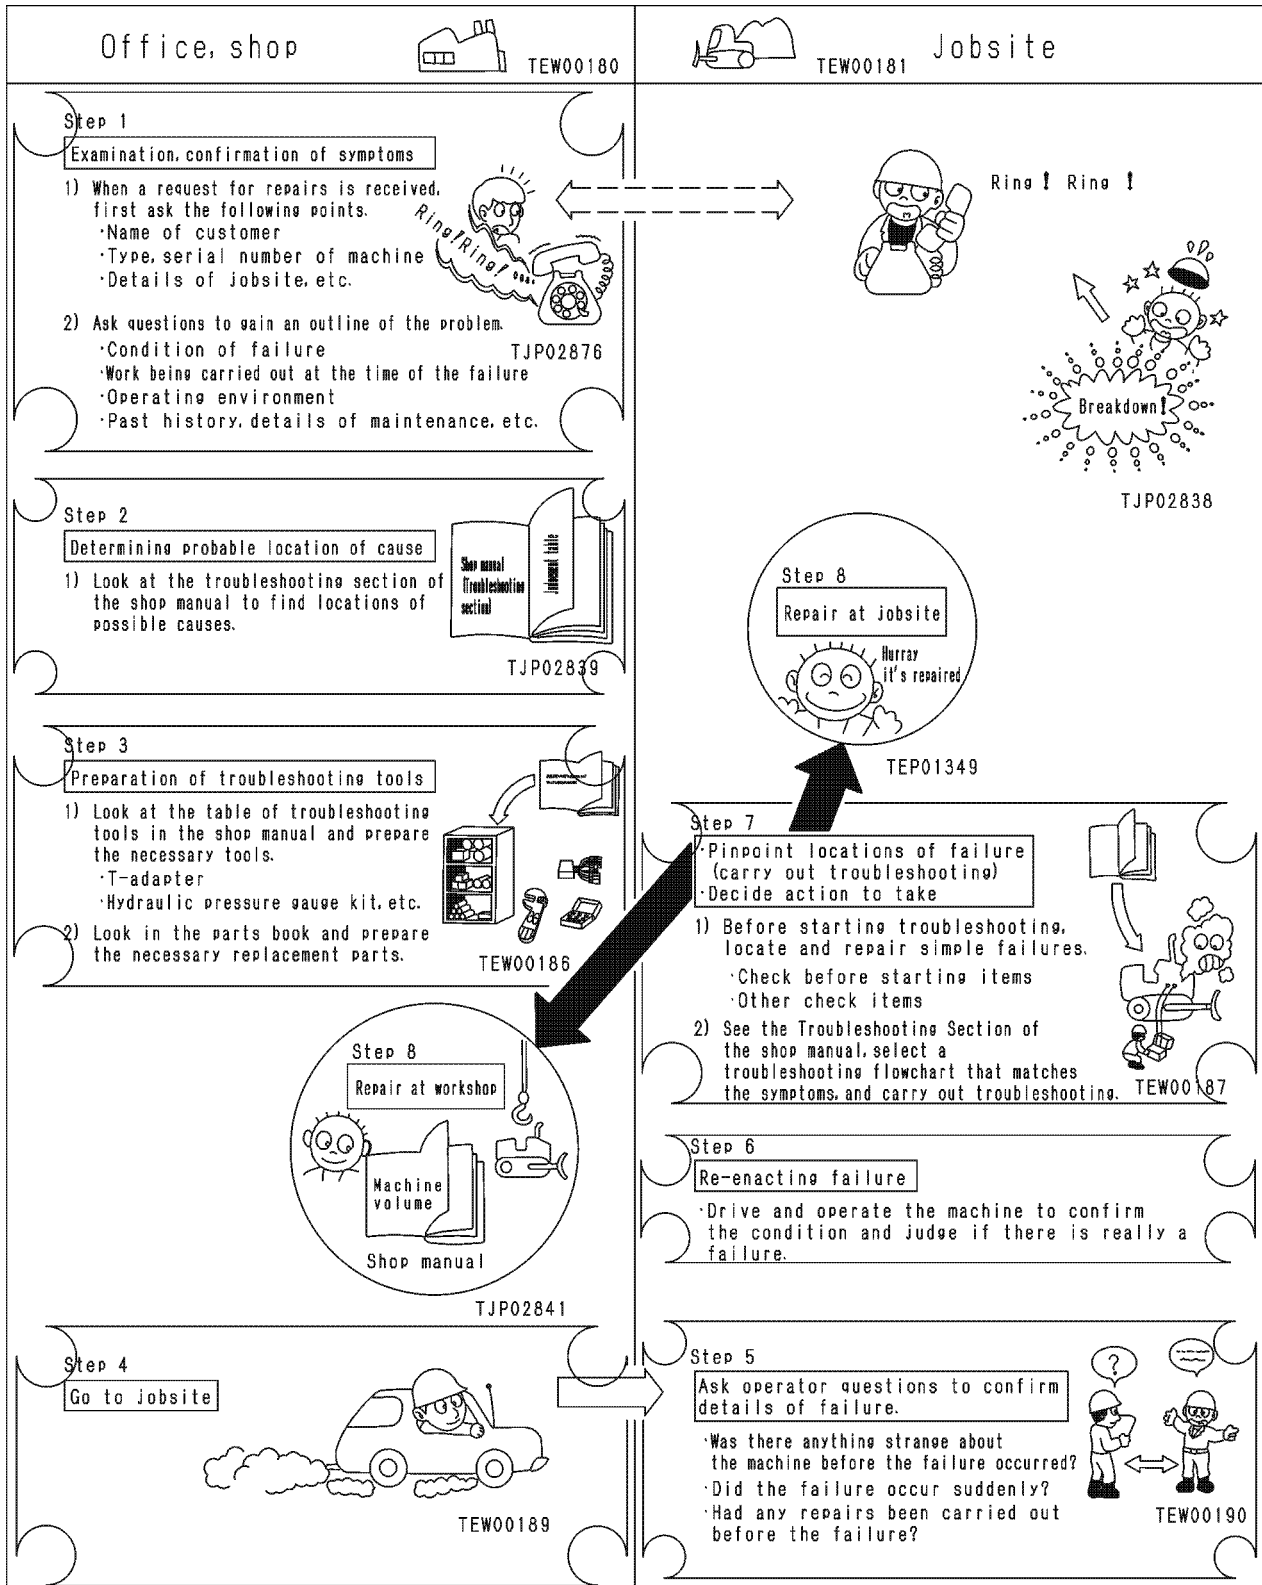 Office, shop
TEW00180
TEW00181
Jobsite
Step 1
Examination, confirmation of symptoms
1) When a request for repairs is received,
first ask the following points.
·Name of customer
·Type, serial number of machine
·Details of jobsite, etc.
Ring! Ring! ....
2) Ask questions to gain an outline of the problem.
·Condition of failure
·Work being carried out at the time of the failure
·Operating environment
·Past history, details of maintenance, etc.
TJP02876
Ring! Ring!
Breakdown!
TJP02838
Step 2
Determining probable location of cause
1) Look at the troubleshooting section of
the shop manual to find locations of
possible causes.
Shop manual
(Troubleshooting
section)
Judgement table
TJP02839
Step 8
Repair at jobsite
Hurray
it's repaired
TEP01349
Step 3
Preparation of troubleshooting tools
1) Look at the table of troubleshooting
tools in the shop manual and prepare
the necessary tools.
·T-adapter
·Hydraulic pressure gauge kit, etc.
2) Look in the parts book and prepare
the necessary replacement parts.
TEW00186
Step 7
·Pinpoint locations of failure
(carry out troubleshooting)
·Decide action to take
1) Before starting troubleshooting,
locate and repair simple failures.
·Check before starting items
·Other check items
2) See the Troubleshooting Section of
the shop manual, select a
troubleshooting flowchart that matches
the symptoms, and carry out troubleshooting.
TEW00187
Step 8
Repair at workshop
Machine
volume
Shop manual
TJP02841
Step 6
Re-enacting failure
·Drive and operate the machine to confirm
the condition and judge if there is really a
failure.
Step 4
Go to jobsite
TEW00189
Step 5
Ask operator questions to confirm
details of failure.
·Was there anything strange about
the machine before the failure occurred?
·Did the failure occur suddenly?
·Had any repairs been carried out
before the failure?
?
TEW00190